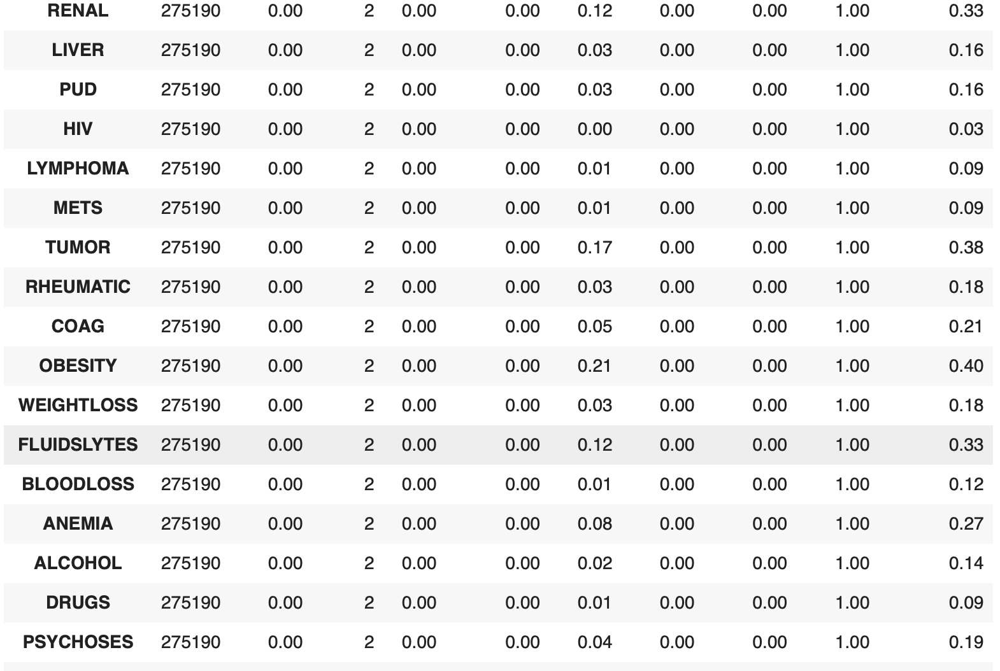 RENAL 275190 0.00 2 0.00 0.00 0.12 0.00 0.00 1.00 0.33
LIVER 275190 0.00 2 0.00 0.00 0.03 0.00 0.00 1.00 0.16
PUD 275190 0.00 2 0.00 0.00 0.03 0.00 0.00 1.00 0.16
HIV 275190 0.00 2 0.00 0.00 0.00 0.00 0.00 1.00 0.03
LYMPHOMA 275190 0.00 2 0.00 0.00 0.01 0.00 0.00 1.00 0.09
METS 275190 0.00 2 0.00 0.00 0.01 0.00 0.00 1.00 0.09
TUMOR 275190 0.00 2 0.00 0.00 0.17 0.00 0.00 1.00 0.38
RHEUMATIC 275190 0.00 2 0.00 0.00 0.03 0.00 0.00 1.00 0.18
COAG 275190 0.00 2 0.00 0.00 0.05 0.00 0.00 1.00 0.21
OBESITY 275190 0.00 2 0.00 0.00 0.21 0.00 0.00 1.00 0.40
WEIGHTLOSS 275190 0.00 2 0.00 0.00 0.03 0.00 0.00 1.00 0.18
FLUIDSLYTES 275190 0.00 2 0.00 0.00 0.12 0.00 0.00 1.00 0.33
BLOODLOSS 275190 0.00 2 0.00 0.00 0.01 0.00 0.00 1.00 0.12
ANEMIA 275190 0.00 2 0.00 0.00 0.08 0.00 0.00 1.00 0.27
ALCOHOL 275190 0.00 2 0.00 0.00 0.02 0.00 0.00 1.00 0.14
DRUGS 275190 0.00 2 0.00 0.00 0.01 0.00 0.00 1.00 0.09
PSYCHOSES 275190 0.00 2 0.00 0.00 0.04 0.00 0.00 1.00 0.19